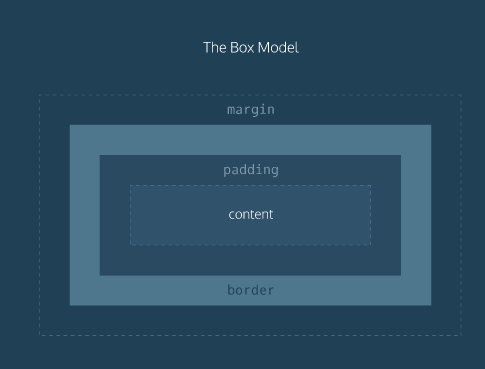 The Box Model
margin
padding
content
border